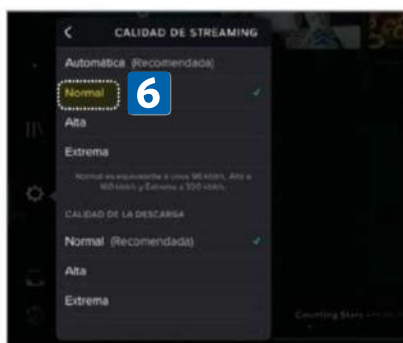 CALIDAD DE STREAMING
Automática (Recomendada)
Normal
6
Alta
Extrema
Normal es equivalente a unos 96 kbit/s, Alta a
160 kbit/s y Extrema a 320 kbit/s.
CALIDAD DE LA DESCARGA
Normal (Recomendada)
Alta
Extrema
Counting Stars